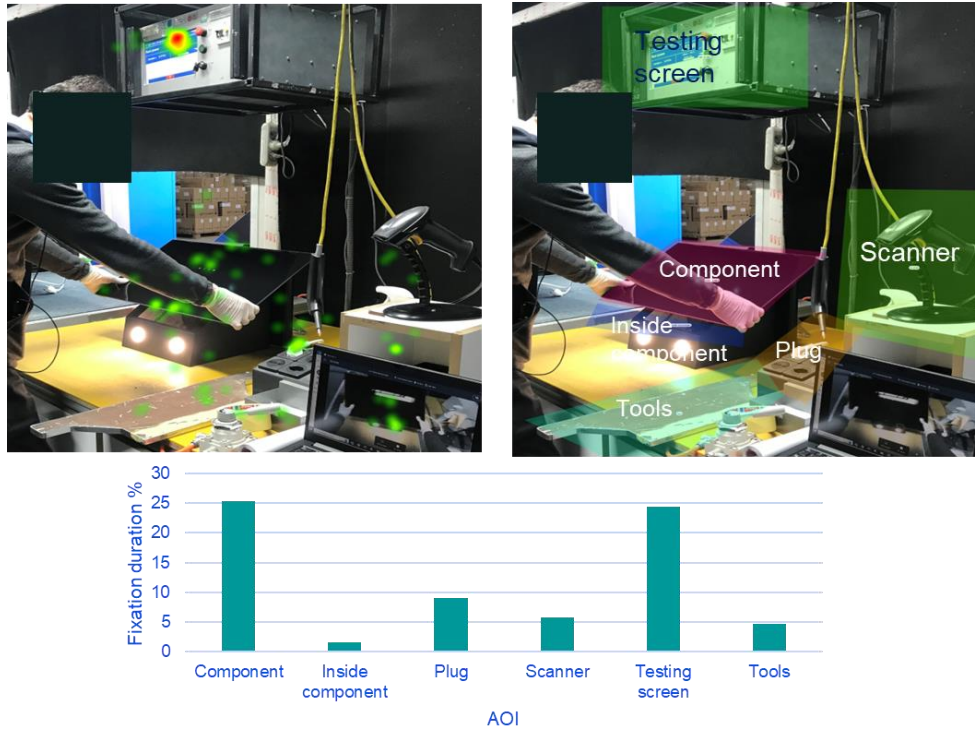 Testing
screen
Component
Scanner
Inside
component
Plug
Tools
Fixation duration %
30
25
20
15
10
5
0
Component
Inside
component
Plug
Scanner
Testing
screen
Tools
AOI